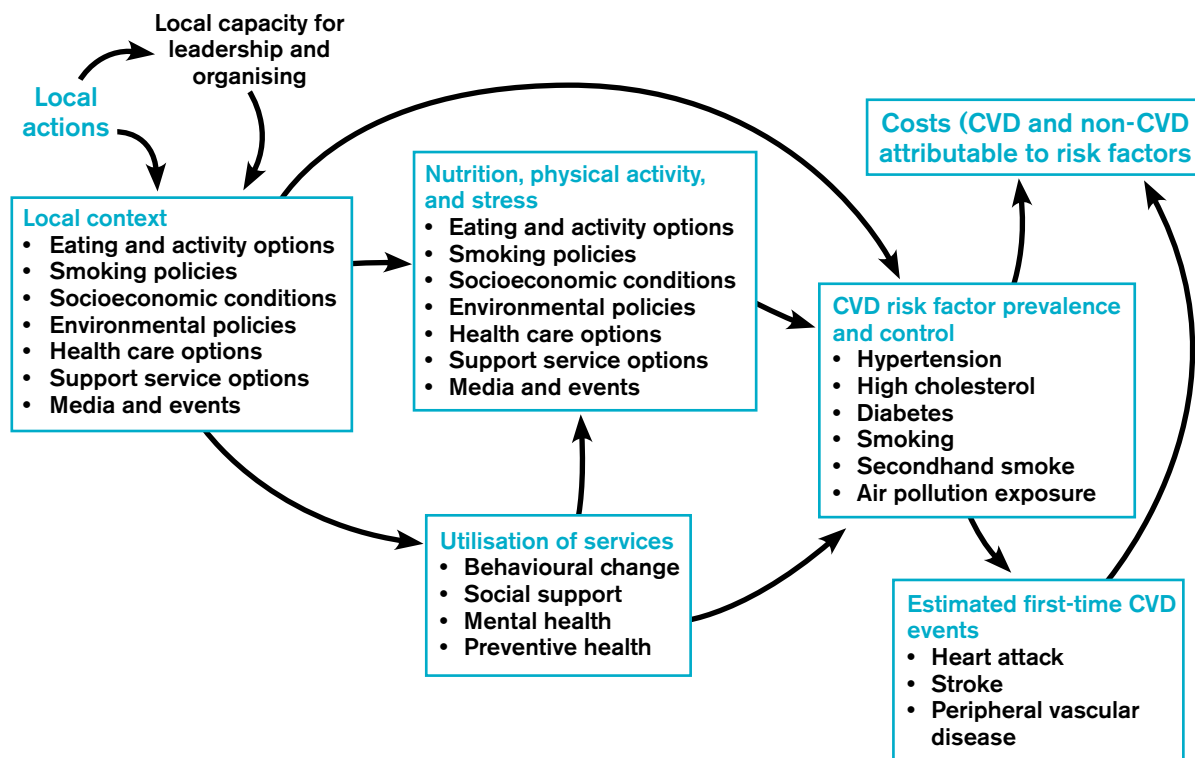 Local capacity for
leadership and
organising
Local
actions
Local context
• Eating and activity options
• Smoking policies
• Socioeconomic conditions
• Environmental policies
• Health care options
• Support service options
• Media and events
Nutrition, physical activity,
and stress
• Eating and activity options
• Smoking policies
• Socioeconomic conditions
• Environmental policies
• Health care options
• Support service options
• Media and events
Utilisation of services
• Behavioural change
• Social support
• Mental health
• Preventive health
Costs (CVD and non-CVD
attributable to risk factors
CVD risk factor prevalence
and control
• Hypertension
• High cholesterol
• Diabetes
• Smoking
• Secondhand smoke
• Air pollution exposure
Estimated first-time CVD
events
• Heart attack
• Stroke
• Peripheral vascular
disease